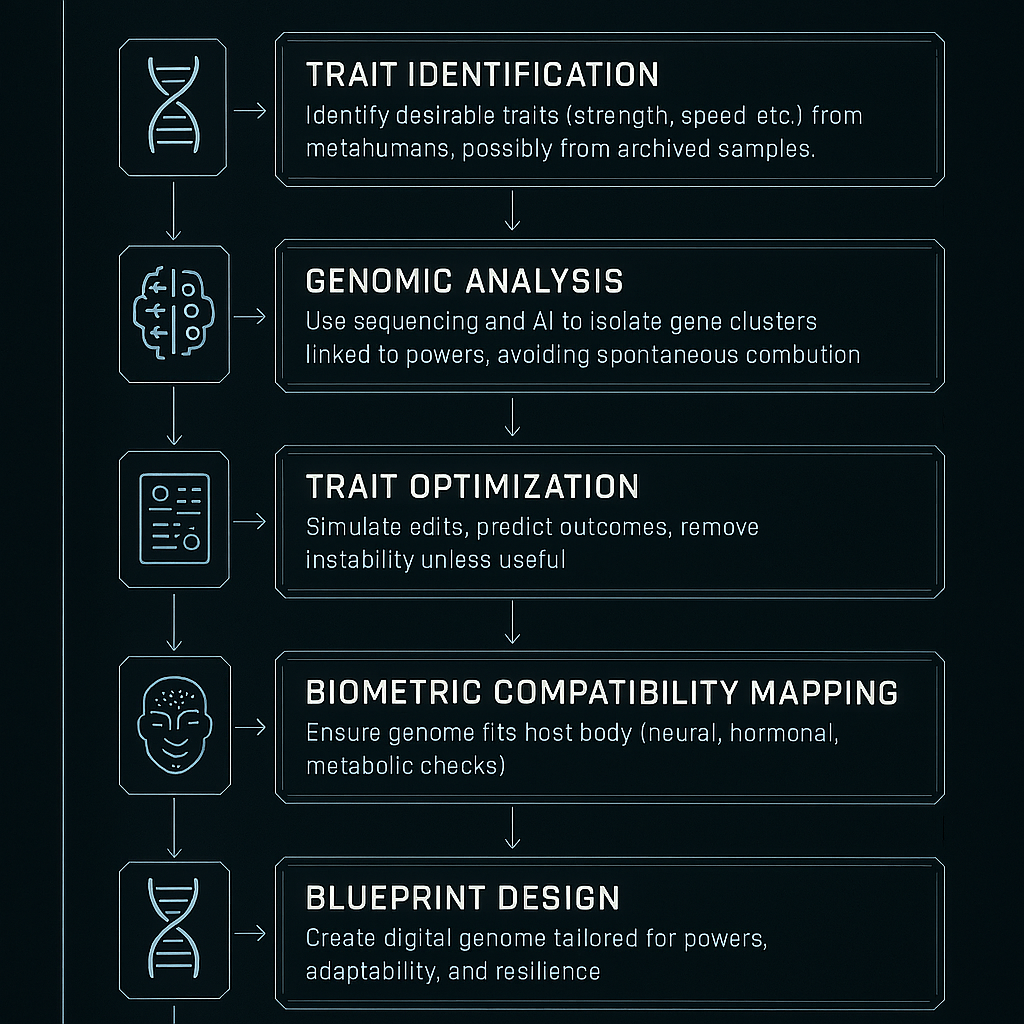 TRAIT IDENTIFICATION
Identify desirable traits (strength, speed etc.) from
metahumans, possibly from archived samples.
GENOMIC ANALYSIS
Use sequencing and AI to isolate gene clusters
linked to powers, avoiding spontaneous combution
TRAIT OPTIMIZATION
Simulate edits, predict outcomes, remove
instability unless useful
BIOMETRIC COMPATIBILITY MAPPING
Ensure genome fits host body (neural, hormonal,
metabolic checks)
BLUEPRINT DESIGN
Create digital genome tailored for powers,
adaptability, and resilience